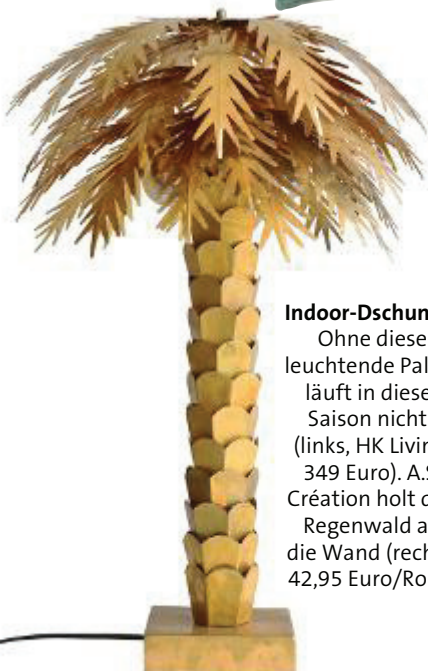 Indoor-Dschun
Ohne diese
leuchtende Pal
läuft in diese
Saison nicht
(links, HK Livin
349 Euro). A.S
Création holt d
Regenwald a
die Wand (rech
42,95 Euro/Ro